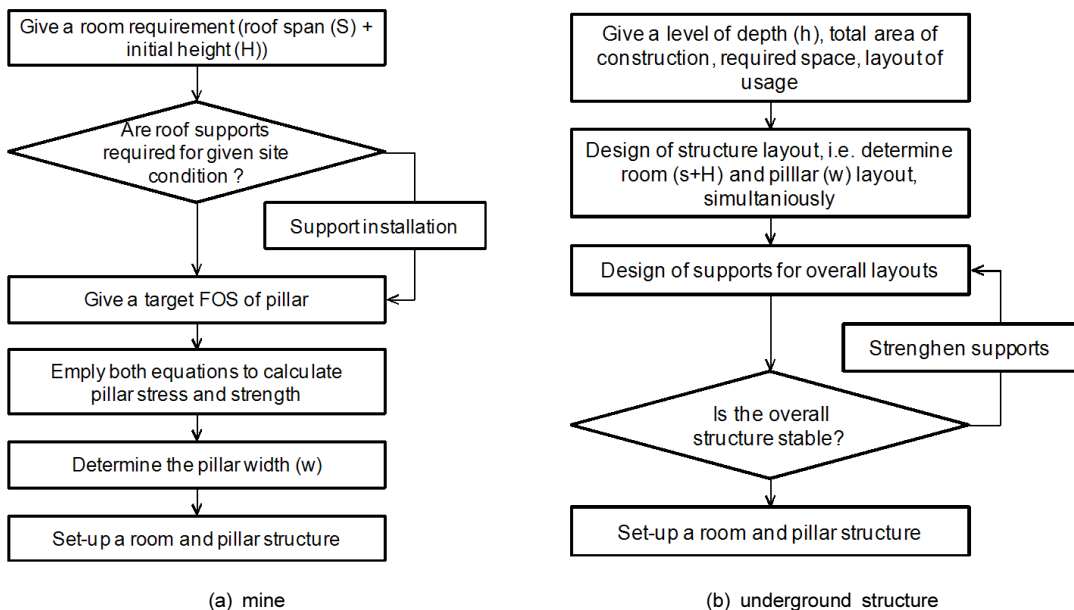 Give a room requirement (roof span (S) +
initial height (H))
Are roof supports
required for given site
condition ?
Support installation
Give a target FOS of pillar
Emply both equations to calculate
pillar stress and strength
Determine the pillar width (w)
Set-up a room and pillar structure
(a) mine
Give a level of depth (h), total area of
construction, required space, layout of
usage
Design of structure layout, i.e. determine
room (s+H) and pilllar (w) layout,
simultaniously
Design of supports for overall layouts
Strenghen supports
Is the overall
structure stable?
Set-up a room and pillar structure
(b) underground structure